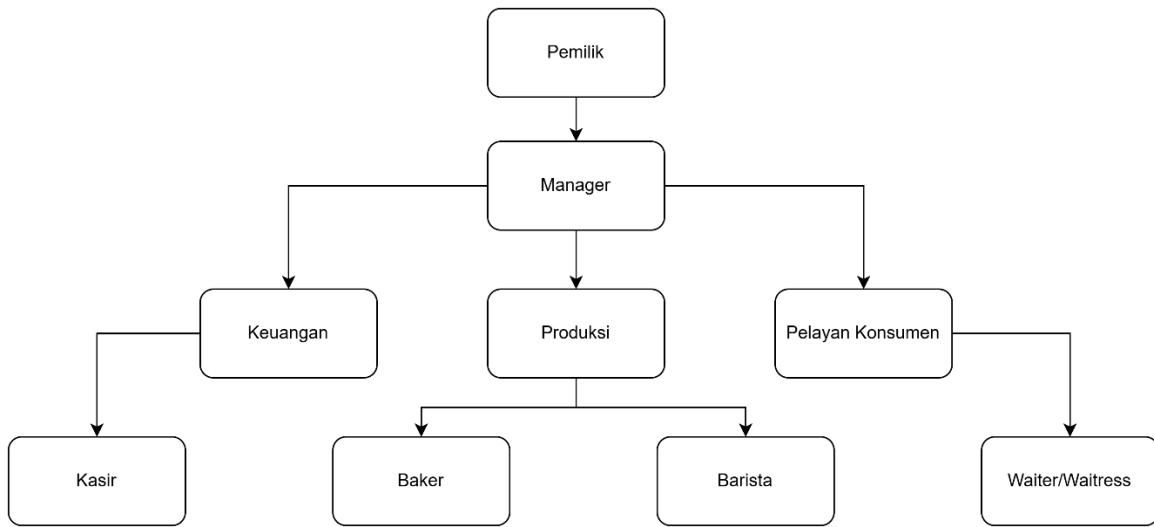 Pemilik
Manager
Keuangan
Produksi
Pelayan Konsumen
Kasir
Baker
Barista
Waiter/Waitress